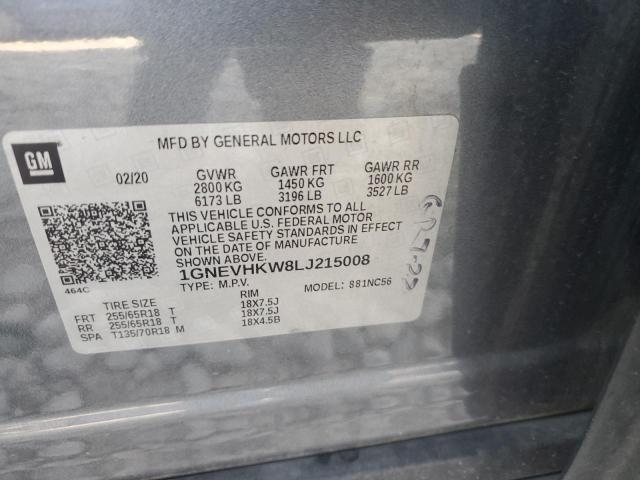 GM
MFD BY GENERAL MOTORS LLC
02/20 GVWR GAWR FRT GAWR RR
2800 KG 1450 KG 1600 KG
6173 LB 3196 LB 3527 LB
THIS VEHICLE CONFORMS TO ALL
APPLICABLE U.S. FEDERAL MOTOR
VEHICLE SAFETY STANDARDS IN EFFECT
ON THE DATE OF MANUFACTURE
SHOWN ABOVE.
1GNEVHKW8LJ215008
464C
TYPE: M.P.V. MODEL: 881NC56
TIRE SIZE RIM
FRT 255/65R18 T 18X7.5J
RR 255/65R18 T 18X7.5J
SPA T135/70R18 M 18X4.5B